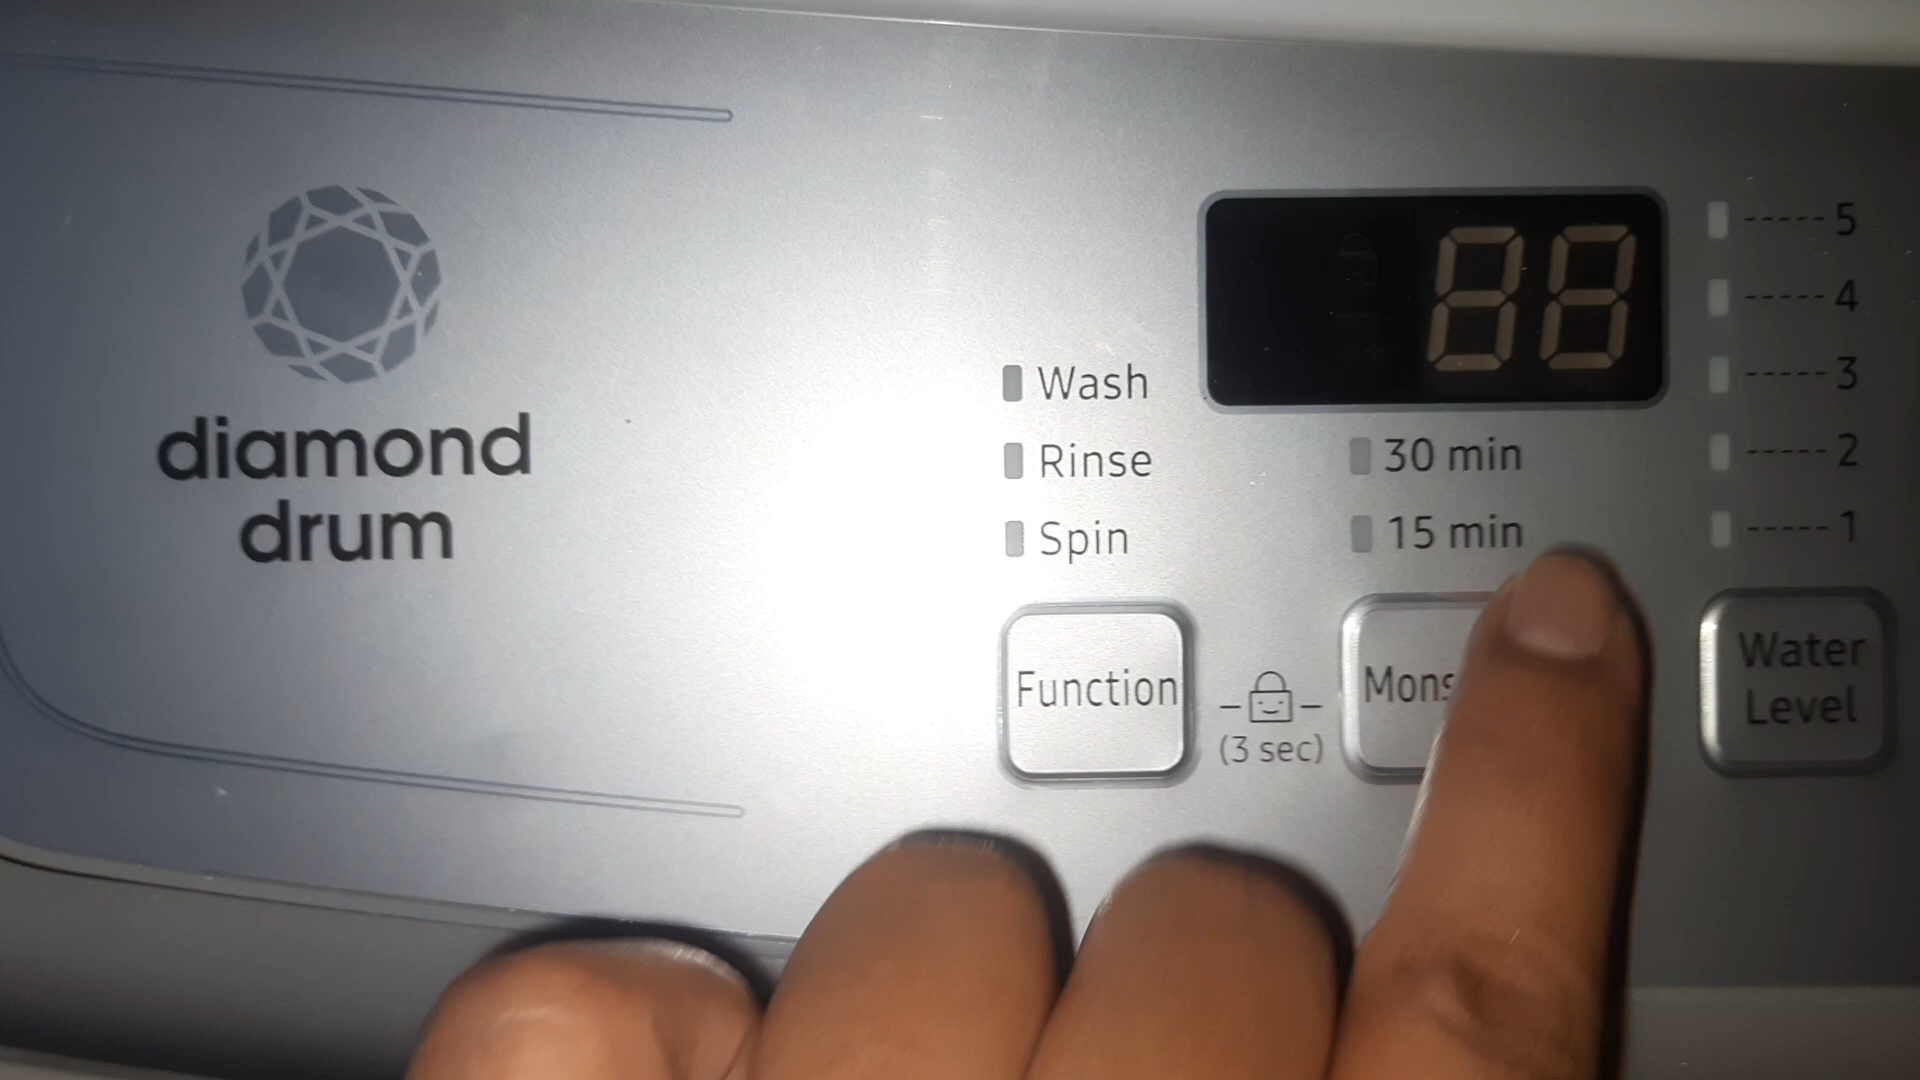 diamond
drum
Wash
Rinse
Spin
88
30 min
15 min
5
4
3
2
1
Function
(3 sec)
Water
Level